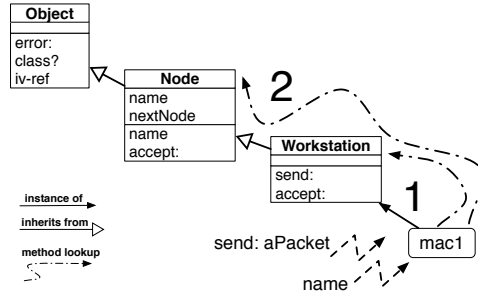 Object
error:
class?
iv-ref
Node
name
nextNode
name
accept:
2
Workstation
send:
accept:
1
instance of
inherits from
method lookup
send: aPacket
mac1
name